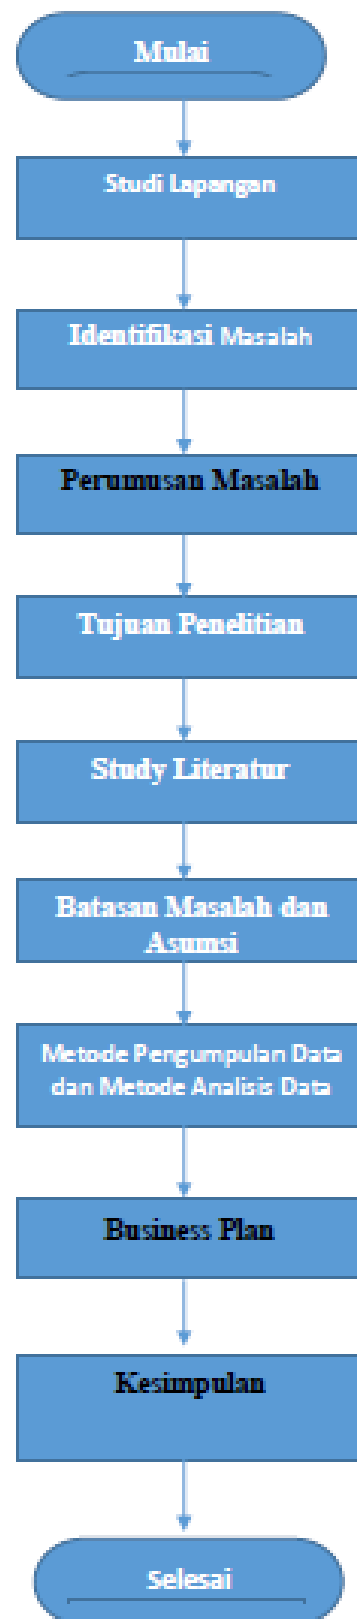 Mulai
Studi Lapangan
Identifikasi Masalah
Perumusan Masalah
Tujuan Penelitian
Study Literatur
Batasan Masalah dan
Asumsi
Metode Pengumpulan Data
dan Metode Analisis Data
Business Plan
Kesimpulan
Selesai